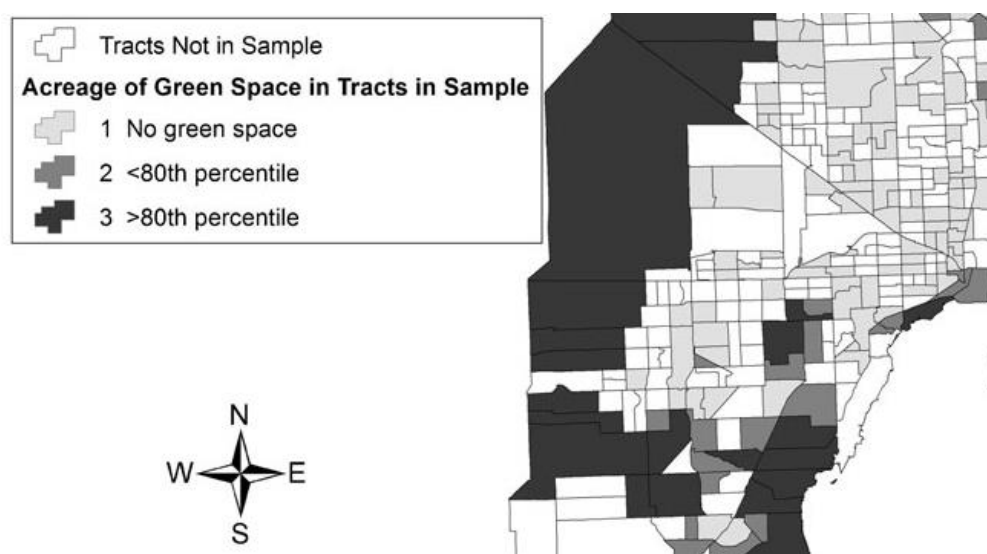 Tracts Not in Sample
Acreage of Green Space in Tracts in Sample
1 No green space
2 <80th percentile
3 >80th percentile
N
W E
S